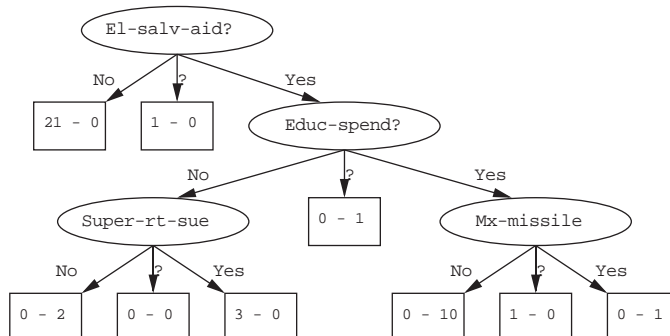 El-salv-aid?
No ? Yes
21 - 0 1 - 0
Educ-spend?
No ? Yes
Super-rt-sue 0 - 1 Mx-missile
No ? Yes No ? Yes
0 - 2 0 - 0 3 - 0 0 - 10 1 - 0 0 - 1